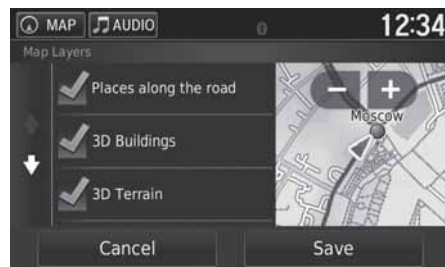 MAP AUDIO 12:34
Map Layers
Places along the road
3D Buildings
3D Terrain
Moscow
Cancel Save